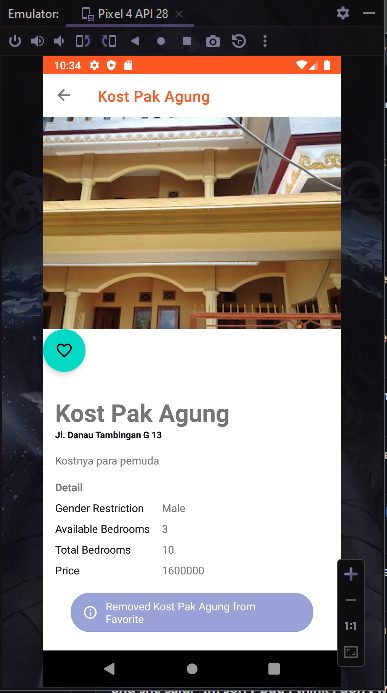 Emulator: Pixel 4 API 28
10:34
Kost Pak Agung
Kost Pak Agung
Jl. Danau Tambingan G 13
Kostnya para pemuda
Detail
Gender Restriction Male
Available Bedrooms 3
Total Bedrooms 10
Price 1600000
Removed Kost Pak Agung from
Favorite
1:1